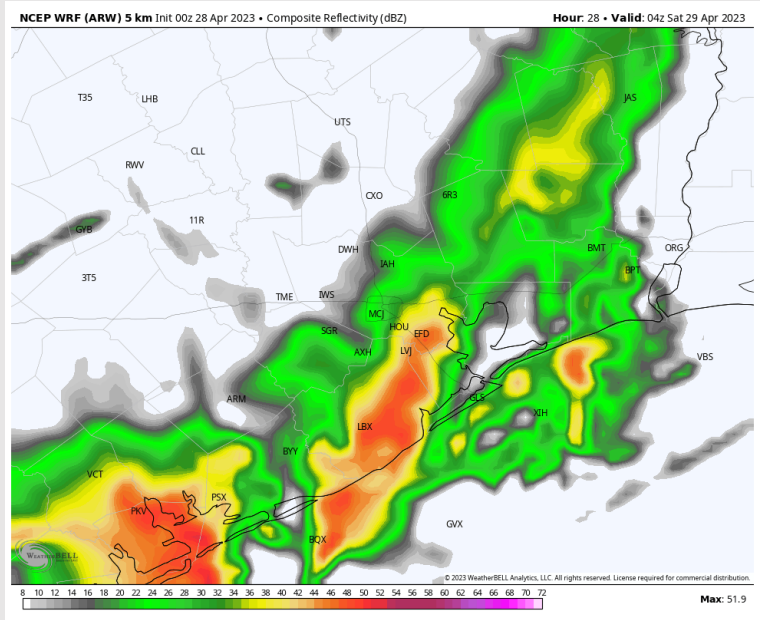 NCEP WRF (ARW) 5 km Init 00z 28 Apr 2023 • Composite Reflectivity (dBZ)
Hour: 28 • Valid: 04z Sat 29 Apr 2023
T35 LHB JAS
UTS
CLL
RWV
CXO 6R3
11R
GYB
DWH BMT ORG
IAH
BPT
3T5
TME IWS
MCJ
SGR HOU EFD
AXH LVJ
VBS
ARM GLS
XIH
LBX
BYY
VCT
PSX
PKV
GVX
BQX
WEATHERBELL
© 2023 WeatherBELL Analytics, LLC. All rights reserved. License required for commercial distribution.
8 10 12 14 16 18 20 22 24 26 28 30 32 34 36 38 40 42 44 46 48 50 52 54 56 58 60 62 64 66 68 70 72
Max: 51.9